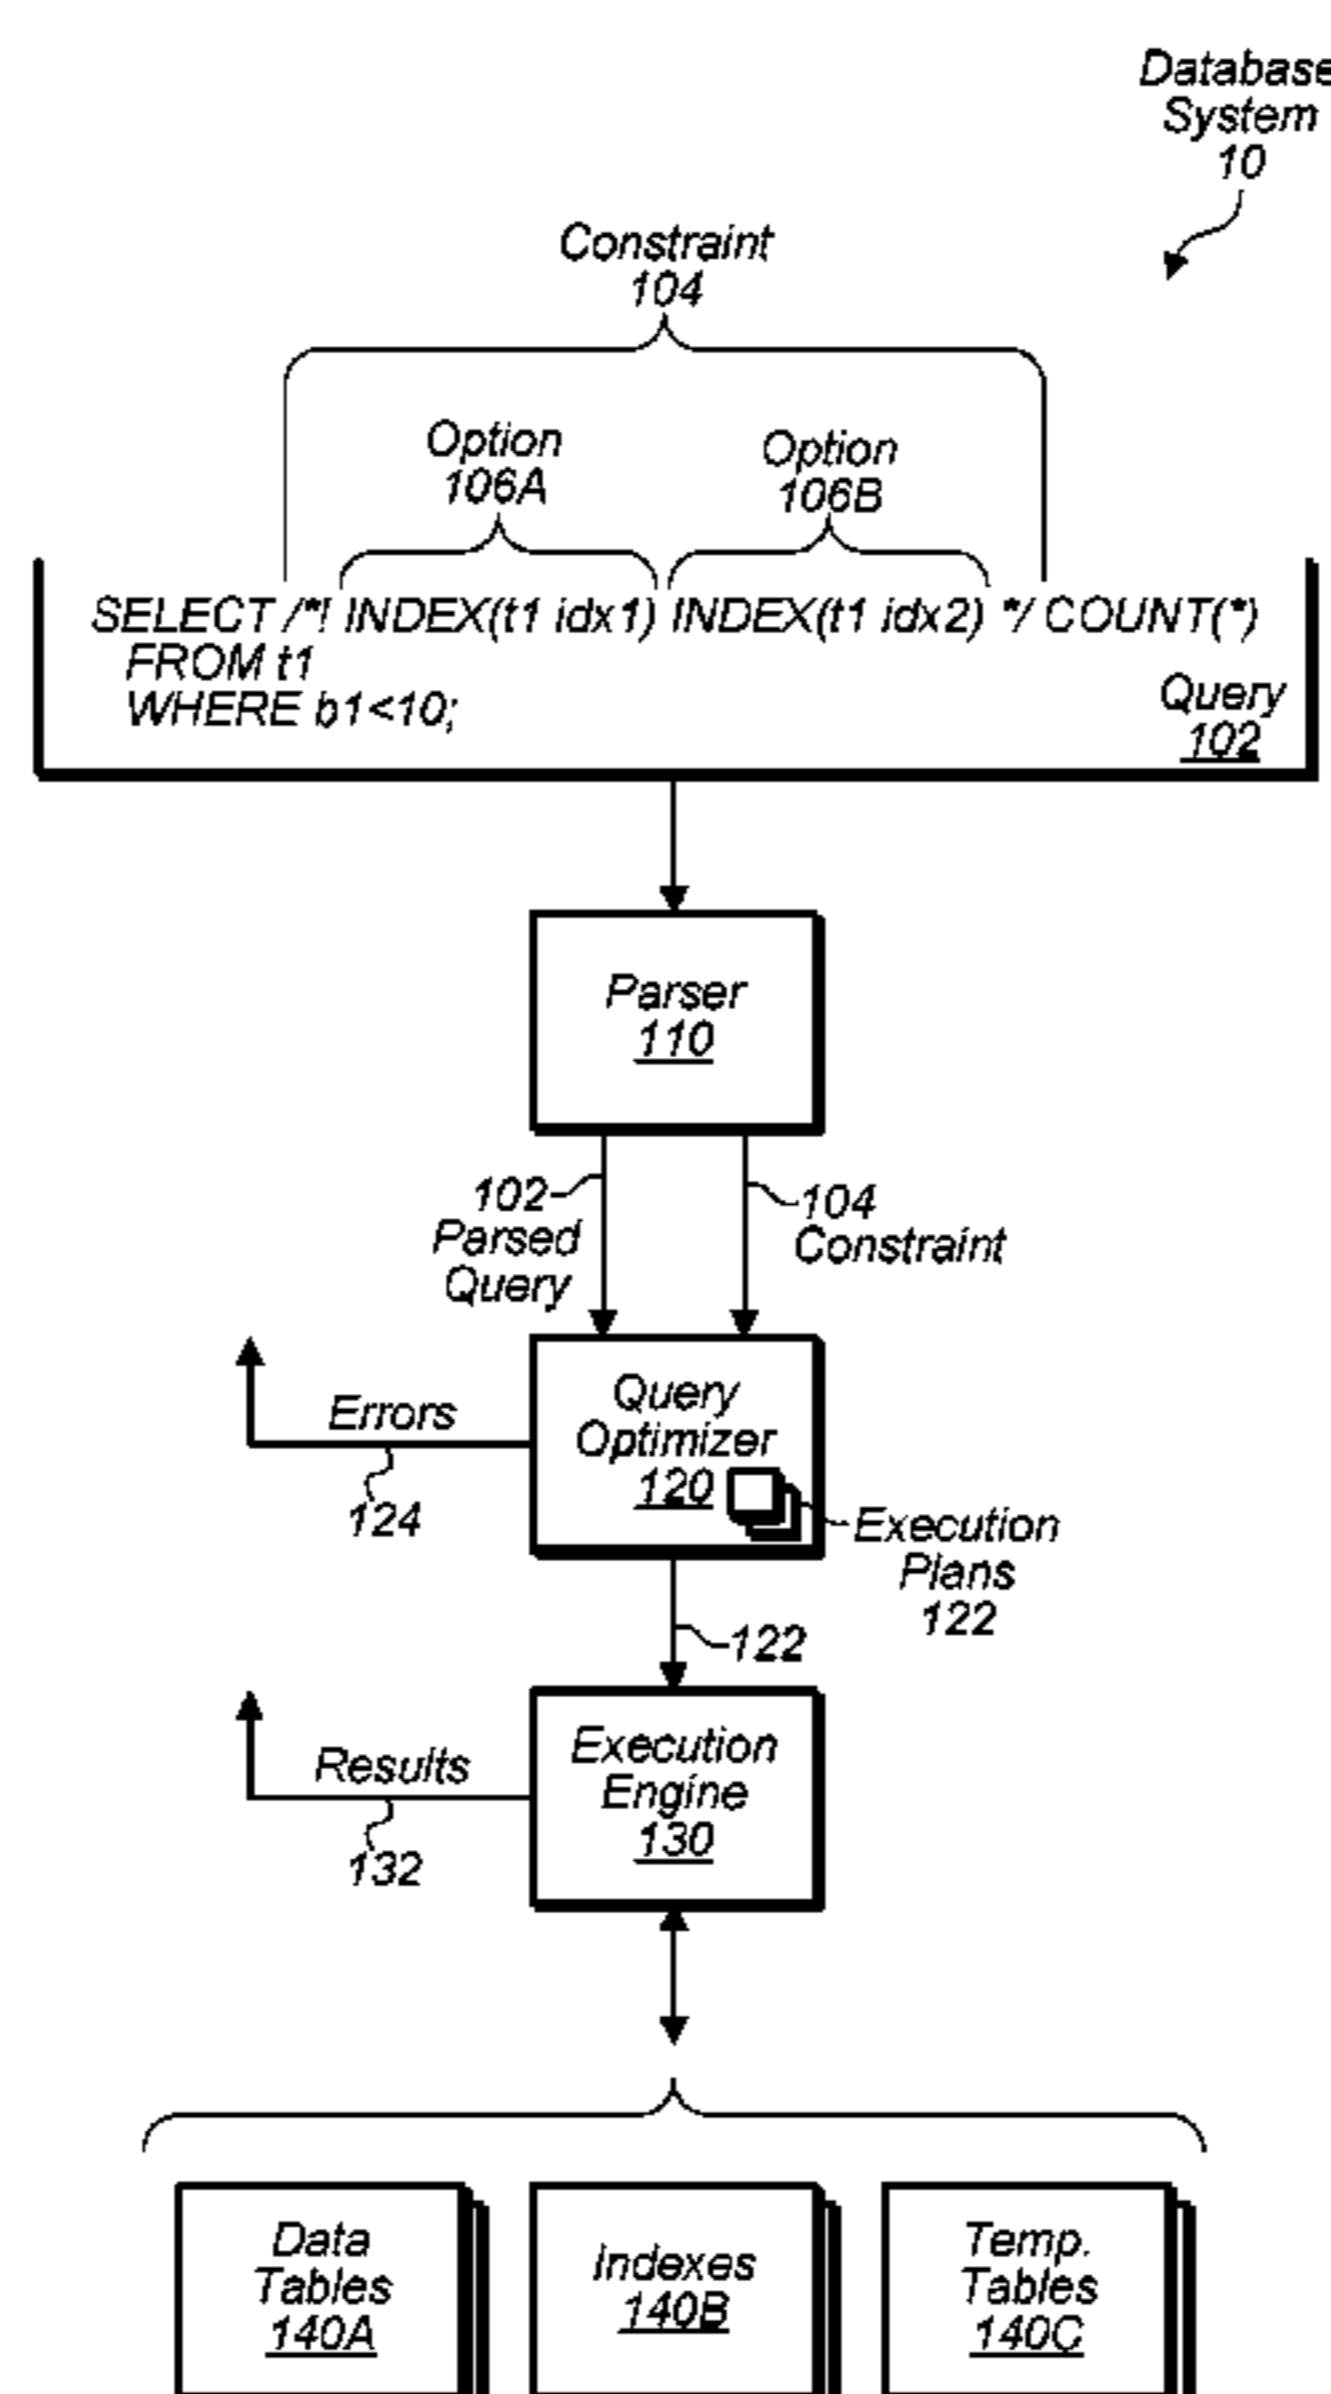 Database
System
10
Constraint
104
Option
106A
Option
106B
SELECT /*! INDEX(t1 idx1) INDEX(t1 idx2) */ COUNT(*)
FROM t1
WHERE b1<10;
Query
102
Parser
110
102
Parsed
Query
104
Constraint
Errors
124
Query
Optimizer
120
Execution
Plans
122
122
Results
132
Execution
Engine
130
Data
Tables
140A
Indexes
140B
Temp.
Tables
140C